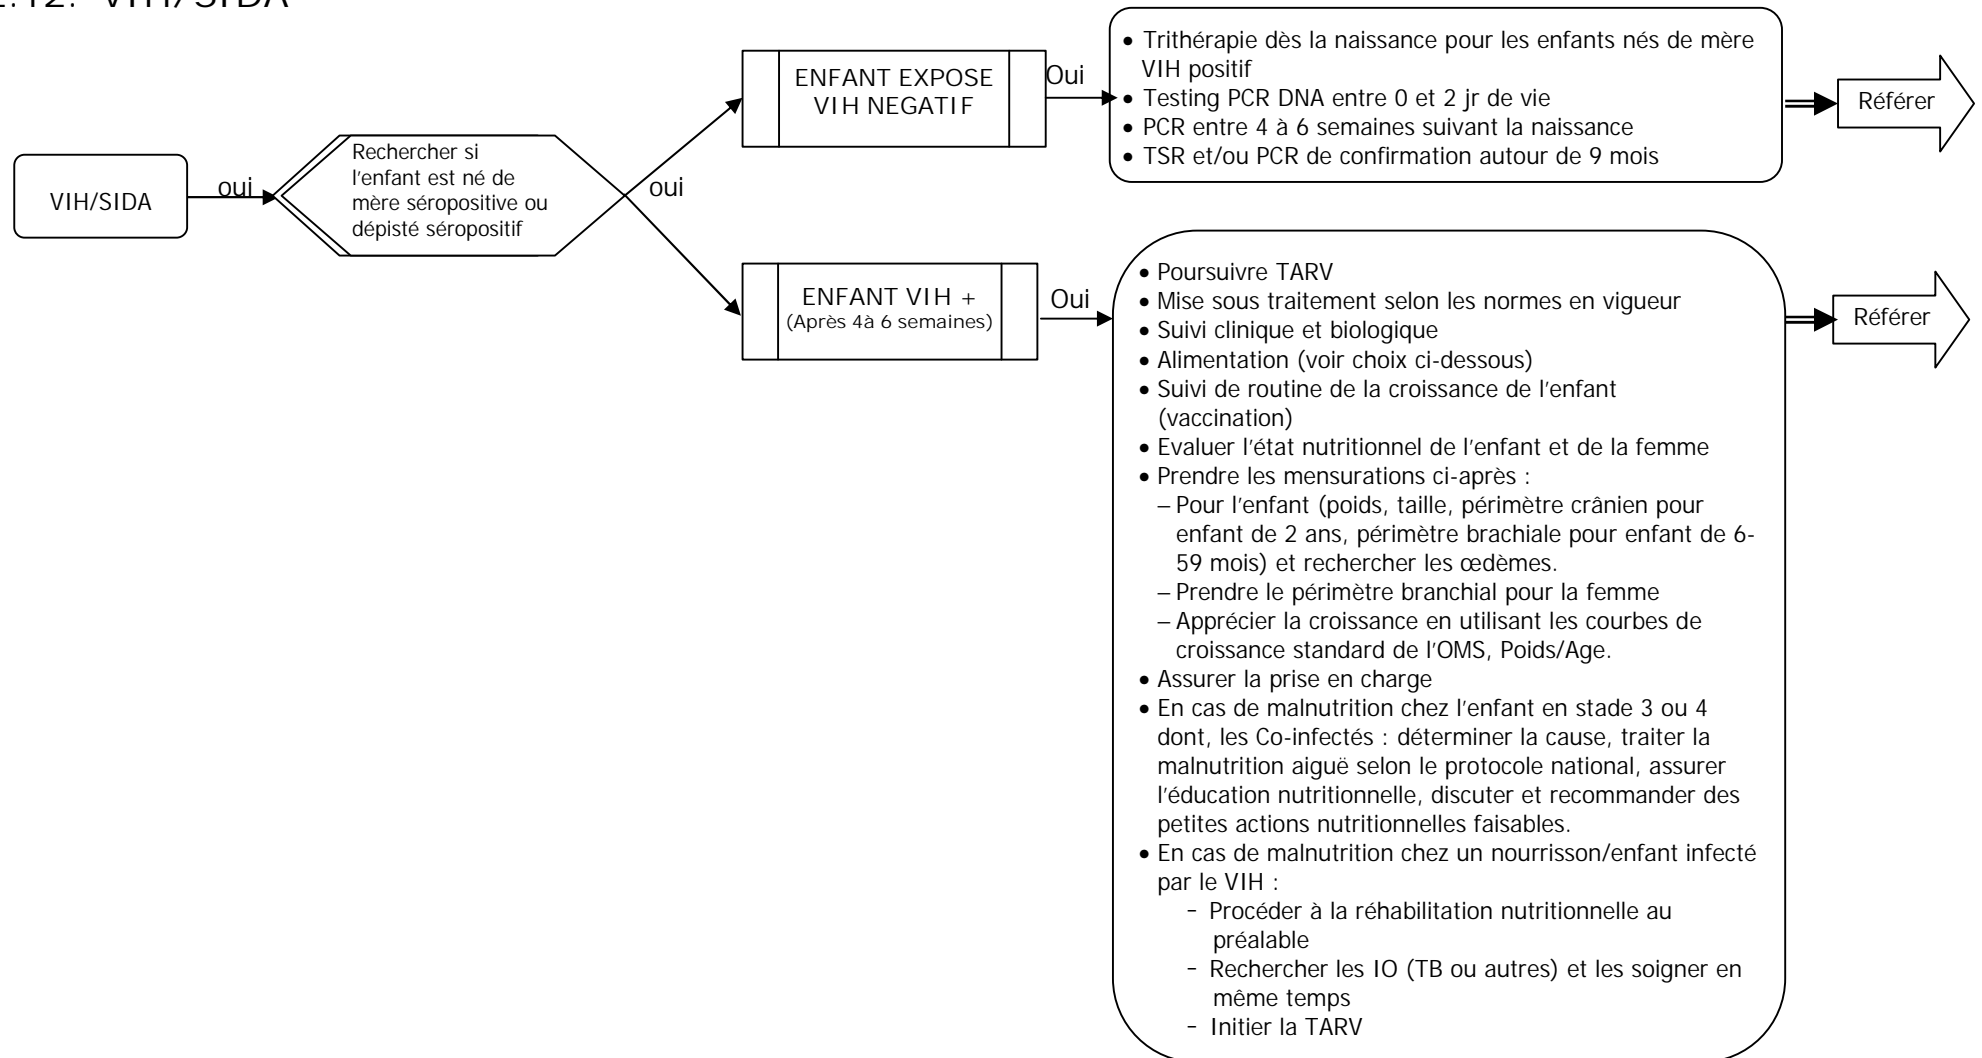 VIH/SIDA
VIH/SIDA
oui
Rechercher si
l'enfant est né de
mère séropositive ou
dépisté séropositif
oui
ENFANT EXPOSE
VIH NEGATIF
Oui
• Trithérapie dès la naissance pour les enfants nés de mère
VIH positif
• Testing PCR DNA entre 0 et 2 jr de vie
• PCR entre 4 à 6 semaines suivant la naissance
• TSR et/ou PCR de confirmation autour de 9 mois
Référer
ENFANT VIH +
(Après 4à 6 semaines)
Oui
• Poursuivre TARV
• Mise sous traitement selon les normes en vigueur
• Suivi clinique et biologique
• Alimentation (voir choix ci-dessous)
• Suivi de routine de la croissance de l'enfant
(vaccination)
• Evaluer l'état nutritionnel de l'enfant et de la femme
• Prendre les mensurations ci-après :
– Pour l'enfant (poids, taille, périmètre crânien pour
enfant de 2 ans, périmètre brachiale pour enfant de 6-
59 mois) et rechercher les œdèmes.
– Prendre le périmètre branchial pour la femme
– Apprécier la croissance en utilisant les courbes de
croissance standard de l'OMS, Poids/Age.
• Assurer la prise en charge
• En cas de malnutrition chez l'enfant en stade 3 ou 4
dont, les Co-infectés : déterminer la cause, traiter la
malnutrition aiguë selon le protocole national, assurer
l'éducation nutritionnelle, discuter et recommander des
petites actions nutritionnelles faisables.
• En cas de malnutrition chez un nourrisson/enfant infecté
par le VIH :
- Procéder à la réhabilitation nutritionnelle au
préalable
- Rechercher les IO (TB ou autres) et les soigner en
même temps
- Initier la TARV
Référer